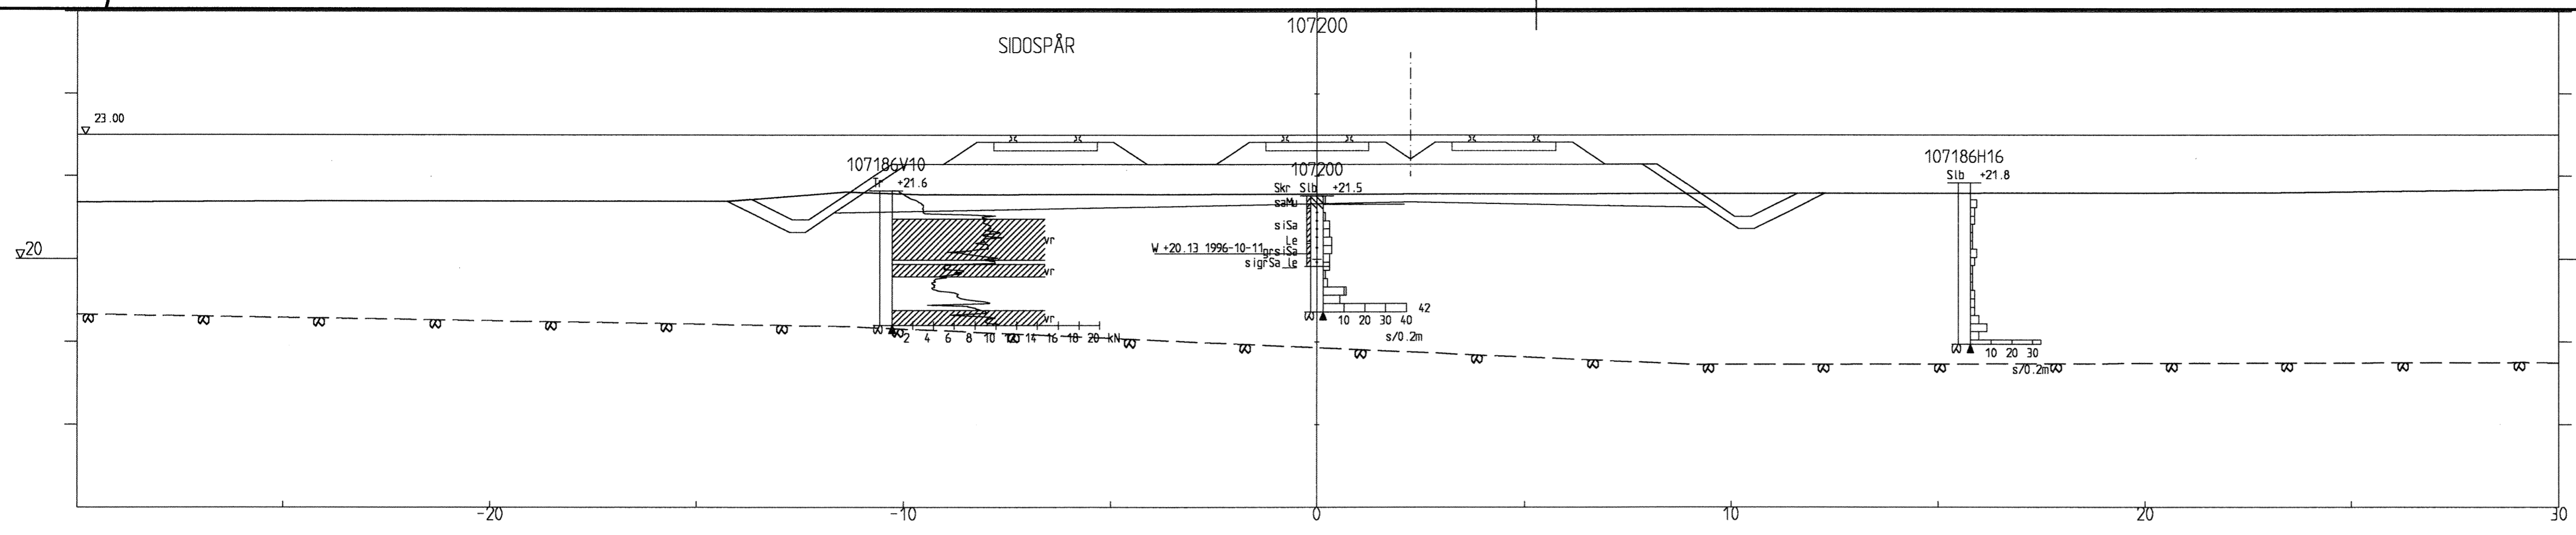 107200
SIDOSPÅR
23.00
107186V10
Tr +21.6
107200
Skr Slb +21.5
107186H16
Slb +21.8
saMu
siSa
Le
W +20.13 1996-10-11 grsiSa
sigrSa le
vr
vr
vr
20
2 4 6 8 10 12 14 16 18 20 kN
10 20 30 40
42
s/0.2m
10 20 30
s/0.2m
-20 -10 0 10 20 30